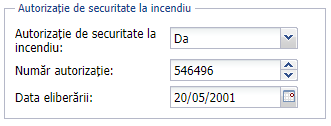 Autorizație de securitate la incendiu
Autorizație de securitate la incendiu: Da
Număr autorizație: 546496
Data eliberării: 20/05/2001